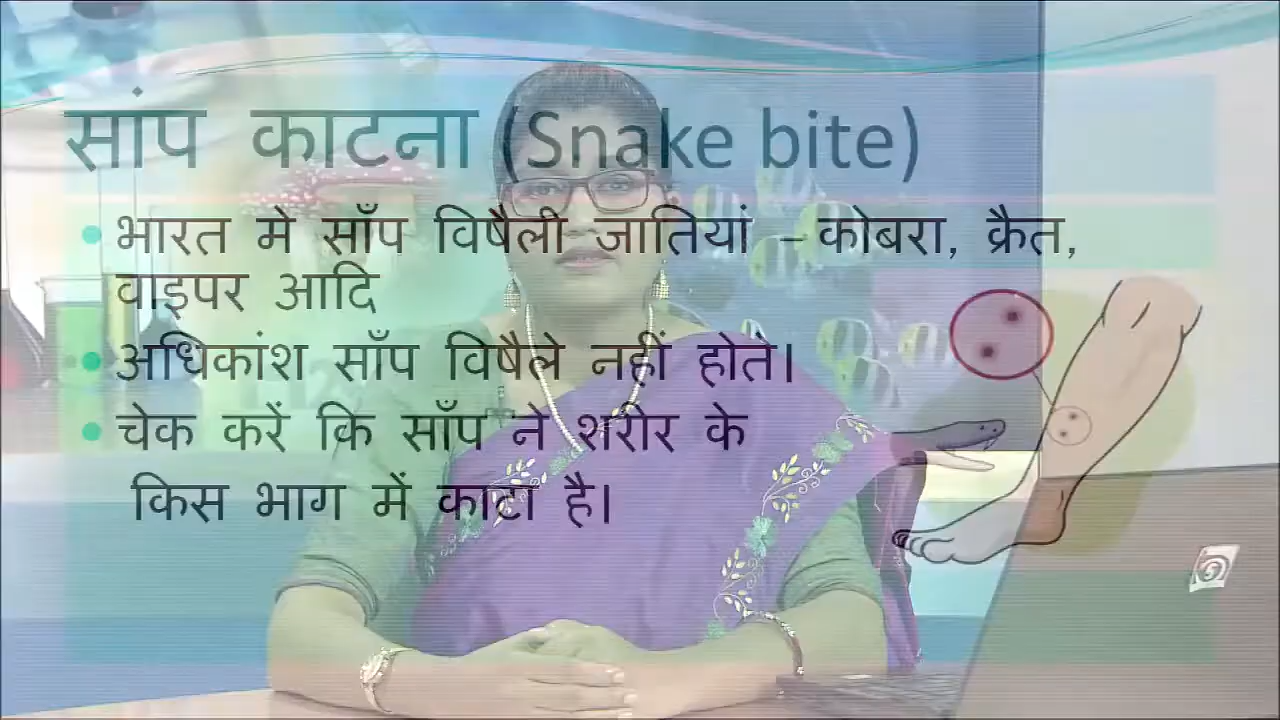 सांप काटना (Snake bite)
• भारत मे साँप विषैली जातियां – कोबरा, क्रैत,
वाइपर आदि
• अधिकांश साँप विषैले नहीं होते।
• चेक करें कि साँप ने शरीर के
किस भाग में काटा है।